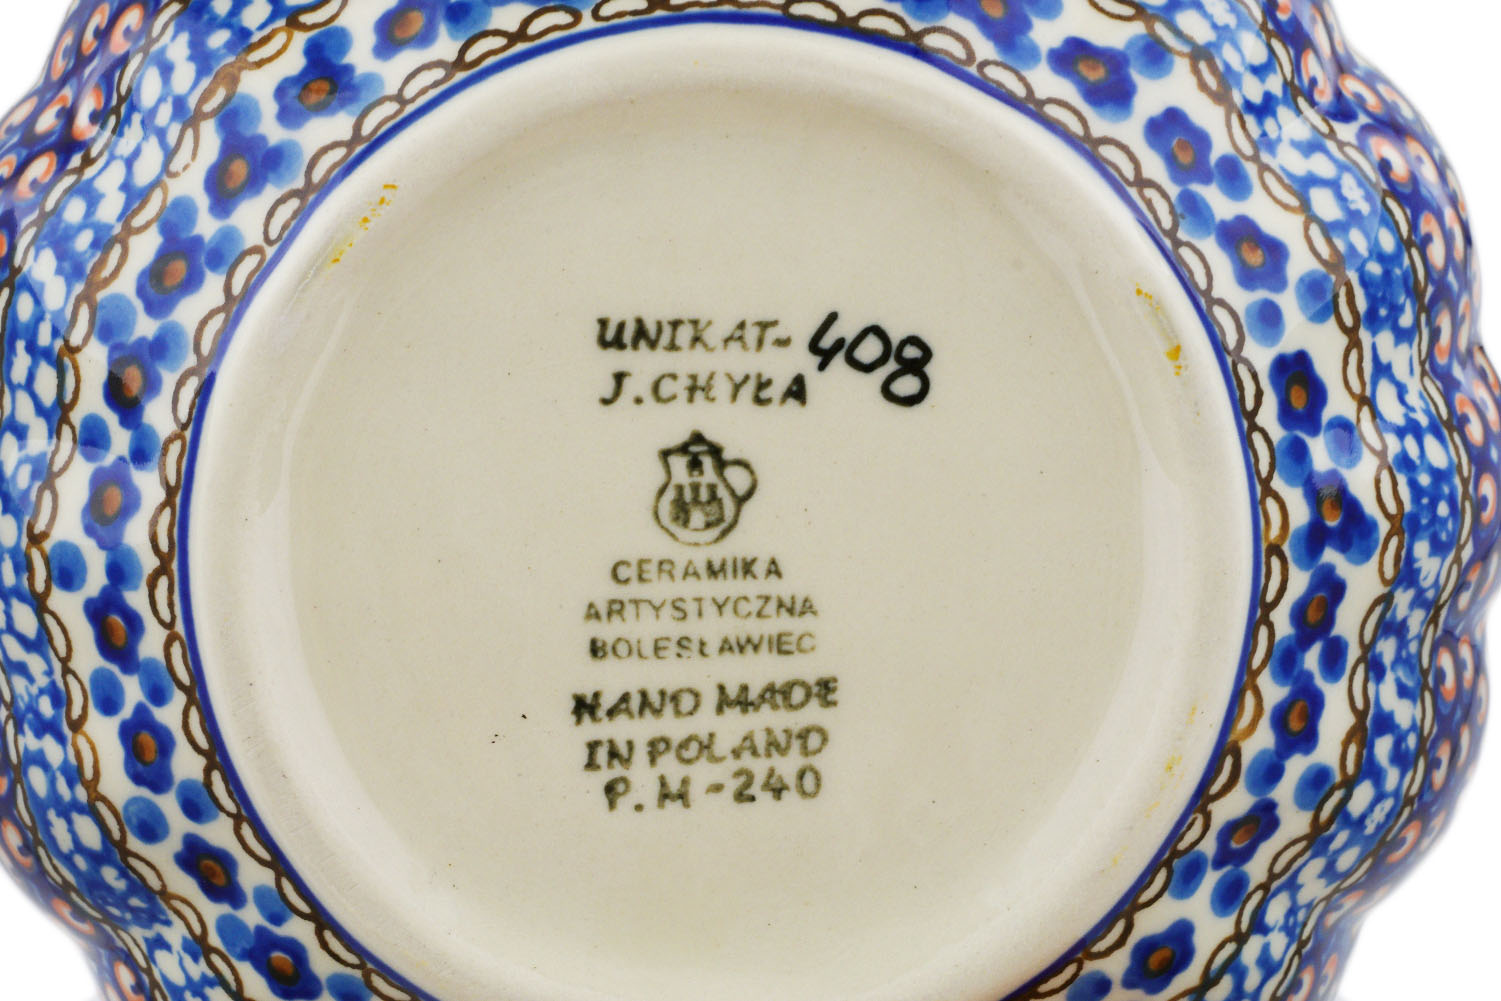 UNIKAT-408
J.CHYŁA
CERAMIKA
ARTYSTYCZNA
BOLESŁAWIEC
HAND MADE
IN POLAND
P.M-240